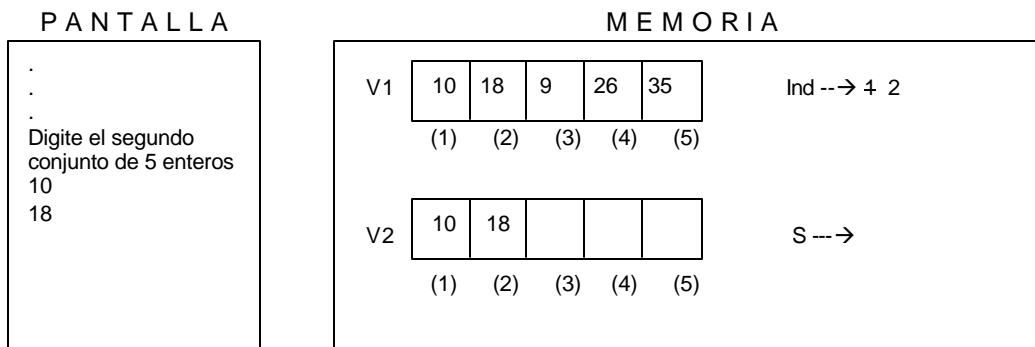 P A N T A L L A
M E M O R I A
.
.
.
Digite el segundo
conjunto de 5 enteros
10
18
V1 10 18 9 26 35 Ind --→ 1 2
(1) (2) (3) (4) (5)
V2 10 18 S ---→
(1) (2) (3) (4) (5)